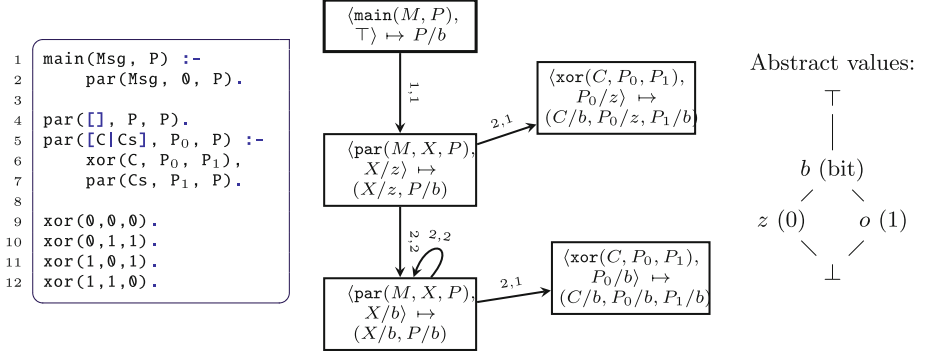 1 main(Msg, P) :-
2 par(Msg, 0, P).
3
4 par([], P, P).
5 par([C|Cs], P₀, P) :-
6 xor(C, P₀, P₁),
7 par(Cs, P₁, P).
8
9 xor(0,0,0).
10 xor(0,1,1).
11 xor(1,0,1).
12 xor(1,1,0).
⟨main(M, P),
⊤⟩ ↦ P/b
1,1
⟨par(M, X, P),
X/z⟩ ↦
(X/z, P/b)
2,1
⟨xor(C, P₀, P₁),
P₀/z⟩ ↦
(C/b, P₀/z, P₁/b)
2,2
2,2
⟨par(M, X, P),
X/b⟩ ↦
(X/b, P/b)
2,1
⟨xor(C, P₀, P₁),
P₀/b⟩ ↦
(C/b, P₀/b, P₁/b)
Abstract values:
⊤
b (bit)
z (0) o (1)
⊥